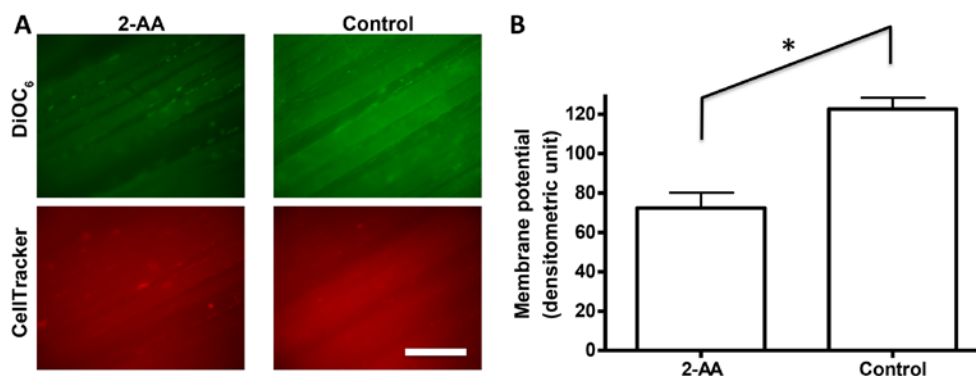 A
2-AA
Control
DiOC6
CellTracker
B
*
Membrane potential
(densitometric unit)
120
100
80
60
40
20
0
2-AA
Control